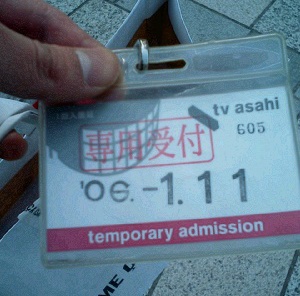 tv asahi
605
専用受付
'06.-1.11
temporary admission